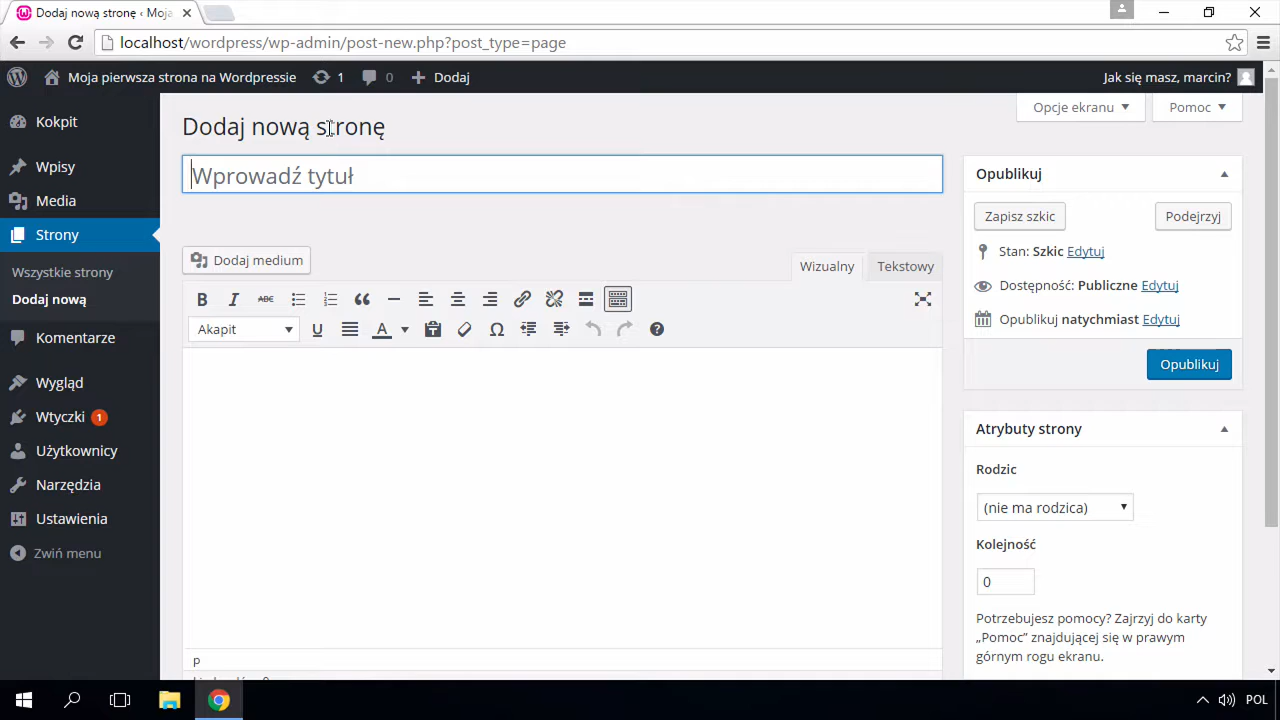 Dodaj nową stronę ‹ Moja
localhost/wordpress/wp-admin/post-new.php?post_type=page
Moja pierwsza strona na Wordpressie 1 0 Dodaj Jak się masz, marcin?
Opcje ekranu Pomoc
Dodaj nową stronę
Kokpit
Wpisy
Media
Strony
Wszystkie strony
Dodaj nową
Komentarze
Wygląd
Wtyczki 1
Użytkownicy
Narzędzia
Ustawienia
Zwiń menu
Wprowadź tytuł
Dodaj medium
Wizualny Tekstowy
B I ABC
Akapit U A
p
Opublikuj
Zapisz szkic Podejrzyj
Stan: Szkic Edytuj
Dostępność: Publiczne Edytuj
Opublikuj natychmiast Edytuj
Opublikuj
Atrybuty strony
Rodzic
(nie ma rodzica)
Kolejność
0
Potrzebujesz pomocy? Zajrzyj do karty
„Pomoc” znajdującej się w prawym
górnym rogu ekranu.
POL